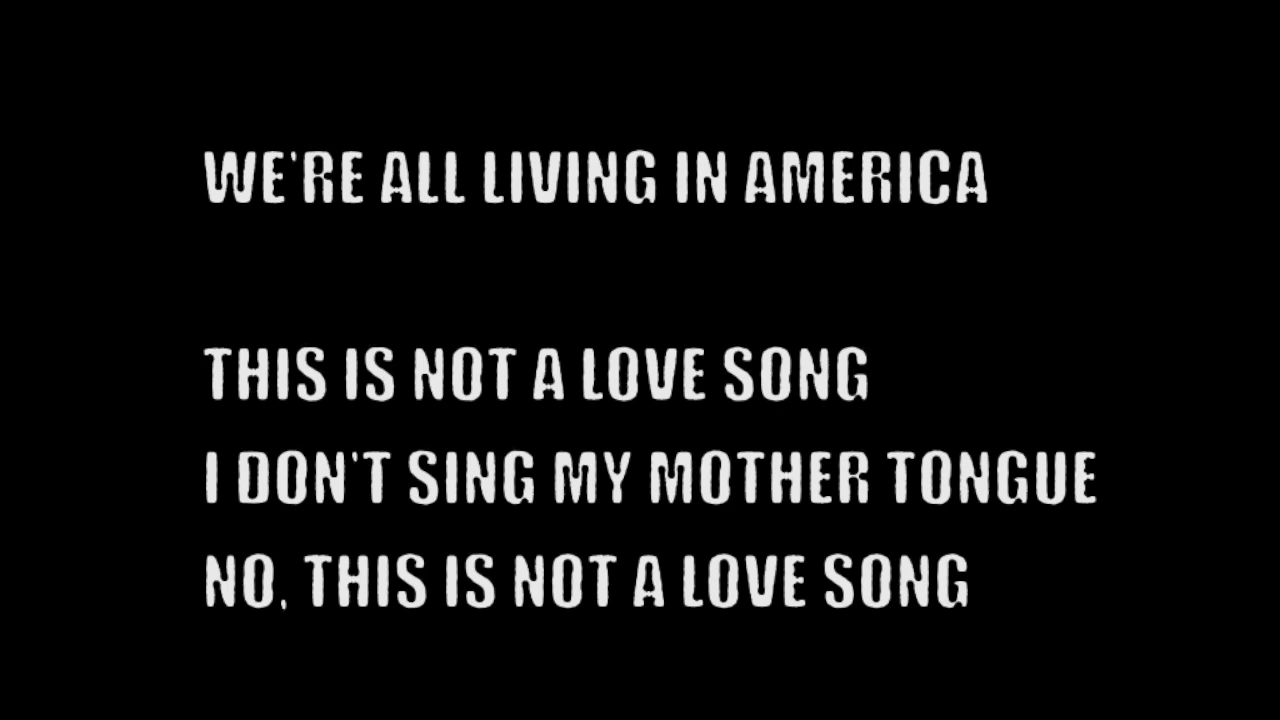 WE'RE ALL LIVING IN AMERICA
THIS IS NOT A LOVE SONG
I DON'T SING MY MOTHER TONGUE
NO, THIS IS NOT A LOVE SONG